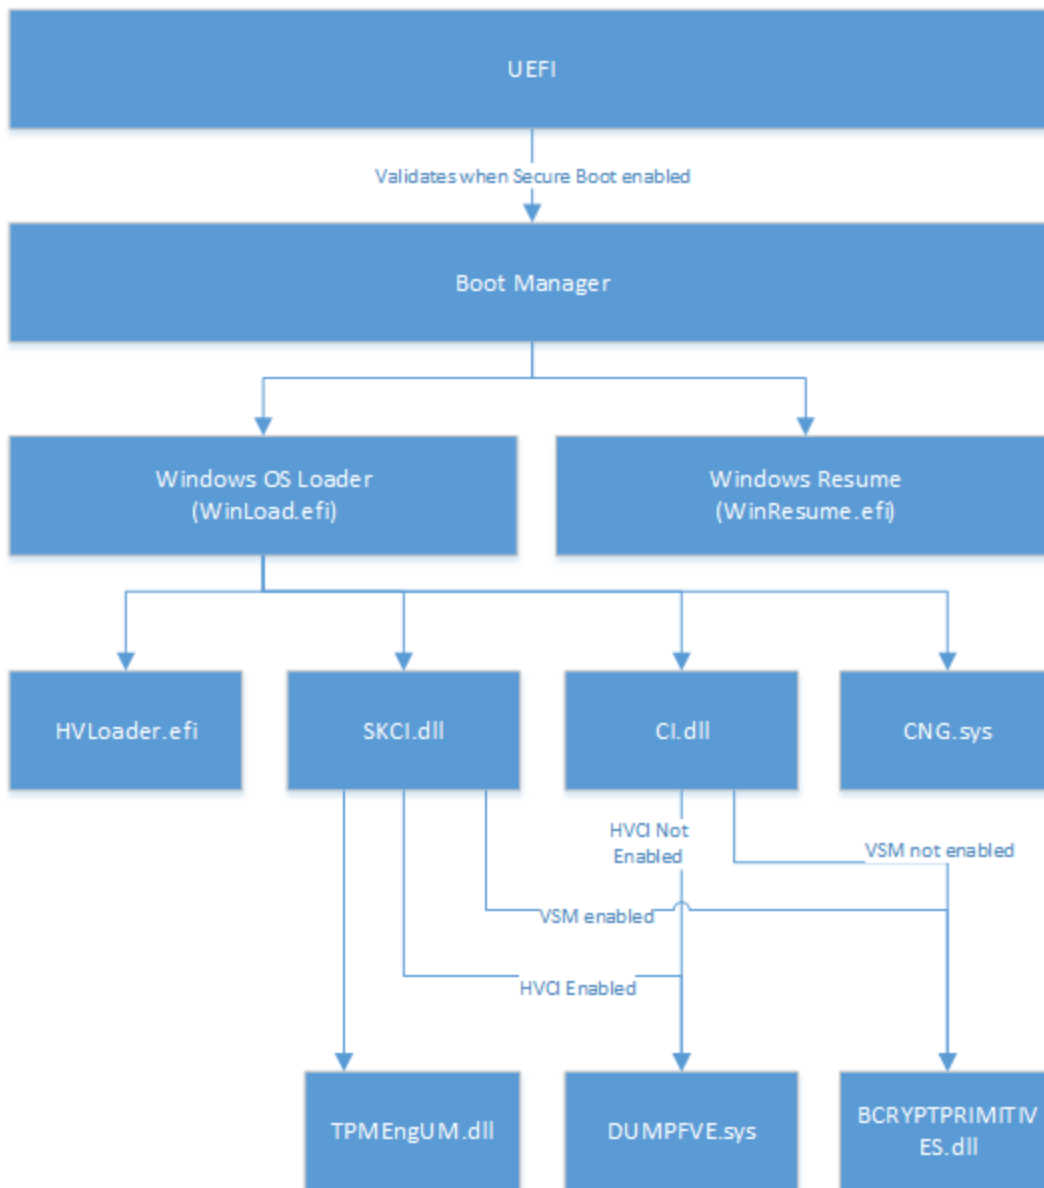 UEFI
Validates when Secure Boot enabled
Boot Manager
Windows OS Loader
(WinLoad.efi)
Windows Resume
(WinResume.efi)
HVLoader.efi
SKCI.dll
CI.dll
CNG.sys
HVCI Not
Enabled
VSM not enabled
VSM enabled
HVCI Enabled
TPMEngUM.dll
DUMPFVE.sys
BCRYPTPRIMITIV
ES.dll